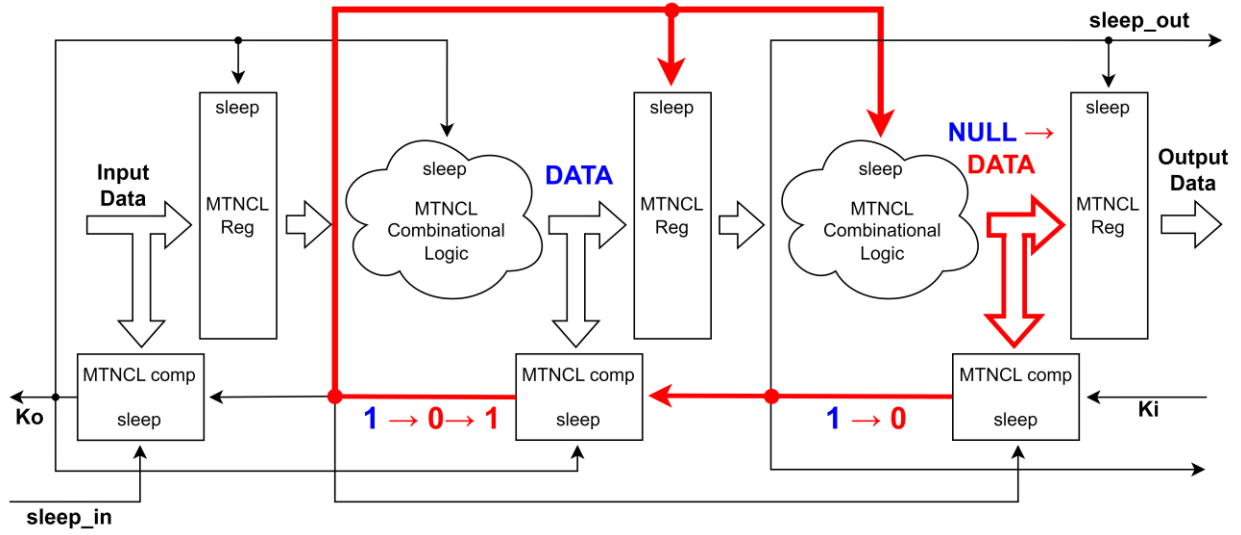 sleep_out
sleep
sleep
sleep
NULL →
DATA
Input
Data
sleep
DATA
sleep
Output
Data
MTNCL
Reg
MTNCL
Combinational
Logic
MTNCL
Reg
MTNCL
Combinational
Logic
MTNCL
Reg
MTNCL comp
sleep
MTNCL comp
sleep
MTNCL comp
sleep
Ko
1 → 0→ 1
1 → 0
Ki
sleep_in